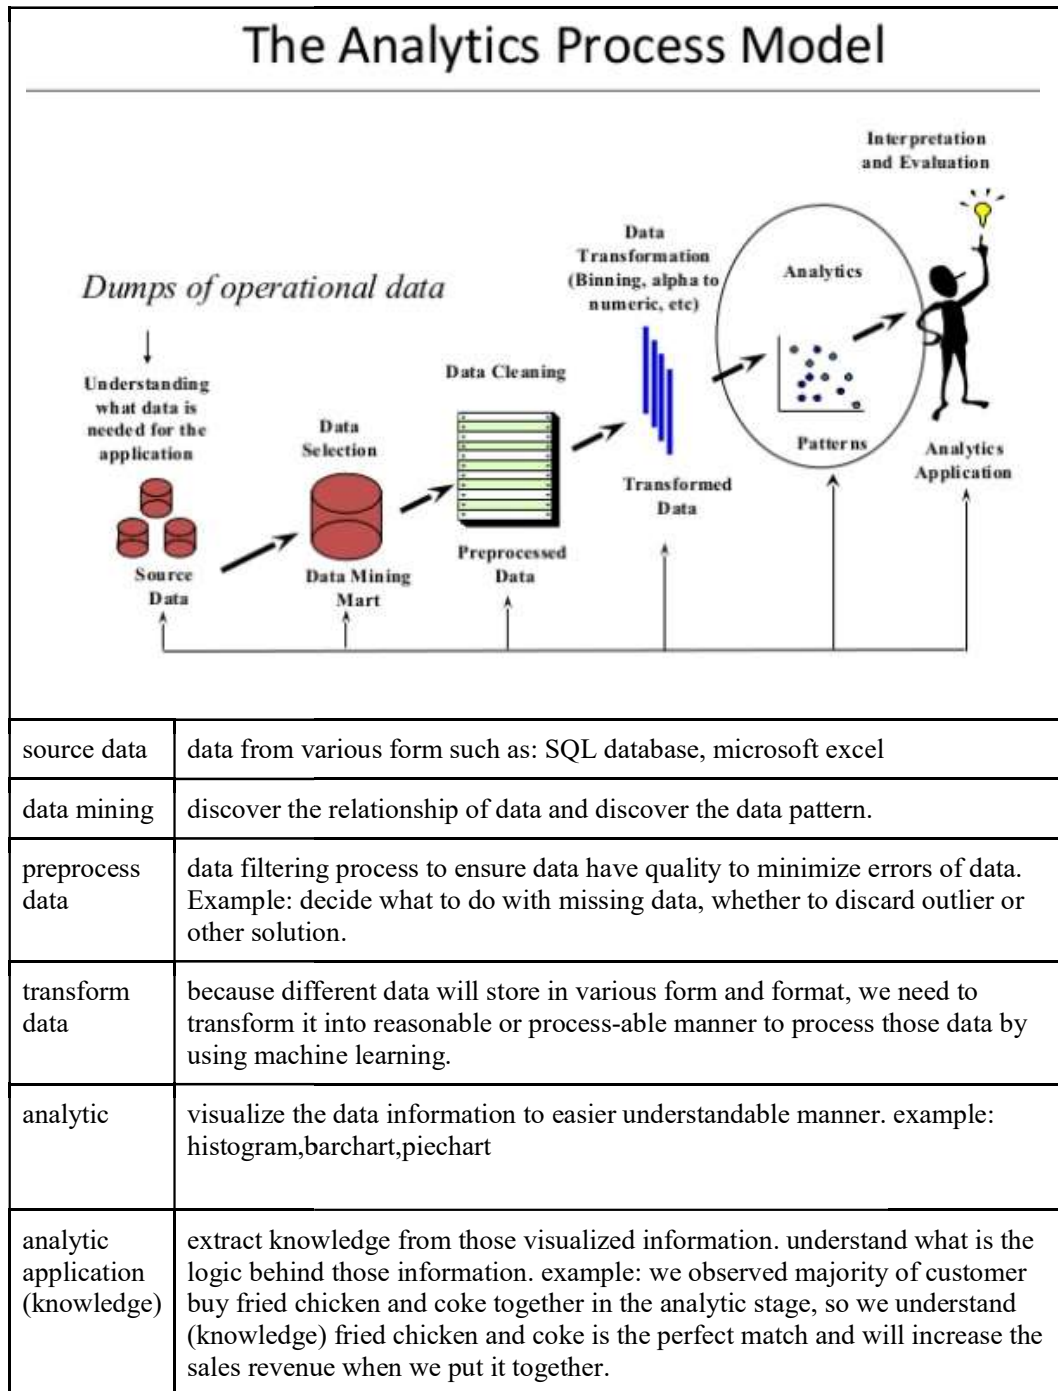 The Analytics Process Model
Interpretation
and Evaluation
Data
Transformation
(Binning, alpha to
numeric, etc)
Analytics
Dumps of operational data
Understanding
what data is
needed for the
application
Data Cleaning
Data
Selection
Patterns
Analytics
Application
Transformed
Data
Preprocessed
Data
Source
Data
Data Mining
Mart
source data
data from various form such as: SQL database, microsoft excel
data mining
discover the relationship of data and discover the data pattern.
preprocess
data
data filtering process to ensure data have quality to minimize errors of data.
Example: decide what to do with missing data, whether to discard outlier or
other solution.
transform
data
because different data will store in various form and format, we need to
transform it into reasonable or process-able manner to process those data by
using machine learning.
analytic
visualize the data information to easier understandable manner. example:
histogram,barchart,piechart
analytic
application
(knowledge)
extract knowledge from those visualized information. understand what is the
logic behind those information. example: we observed majority of customer
buy fried chicken and coke together in the analytic stage, so we understand
(knowledge) fried chicken and coke is the perfect match and will increase the
sales revenue when we put it together.